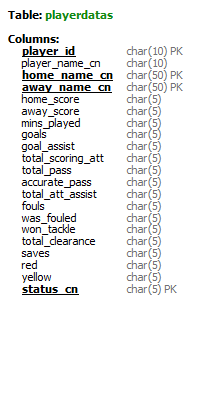 Table: playerdatas
Columns:
player_id char(10) PK
player_name_cn char(10)
home_name_cn char(50) PK
away_name_cn char(50) PK
home_score char(5)
away_score char(5)
mins_played char(5)
goals char(5)
goal_assist char(5)
total_scoring_att char(5)
total_pass char(5)
accurate_pass char(5)
total_att_assist char(5)
fouls char(5)
was_fouled char(5)
won_tackle char(5)
total_clearance char(5)
saves char(5)
red char(5)
yellow char(5)
status_cn char(5) PK